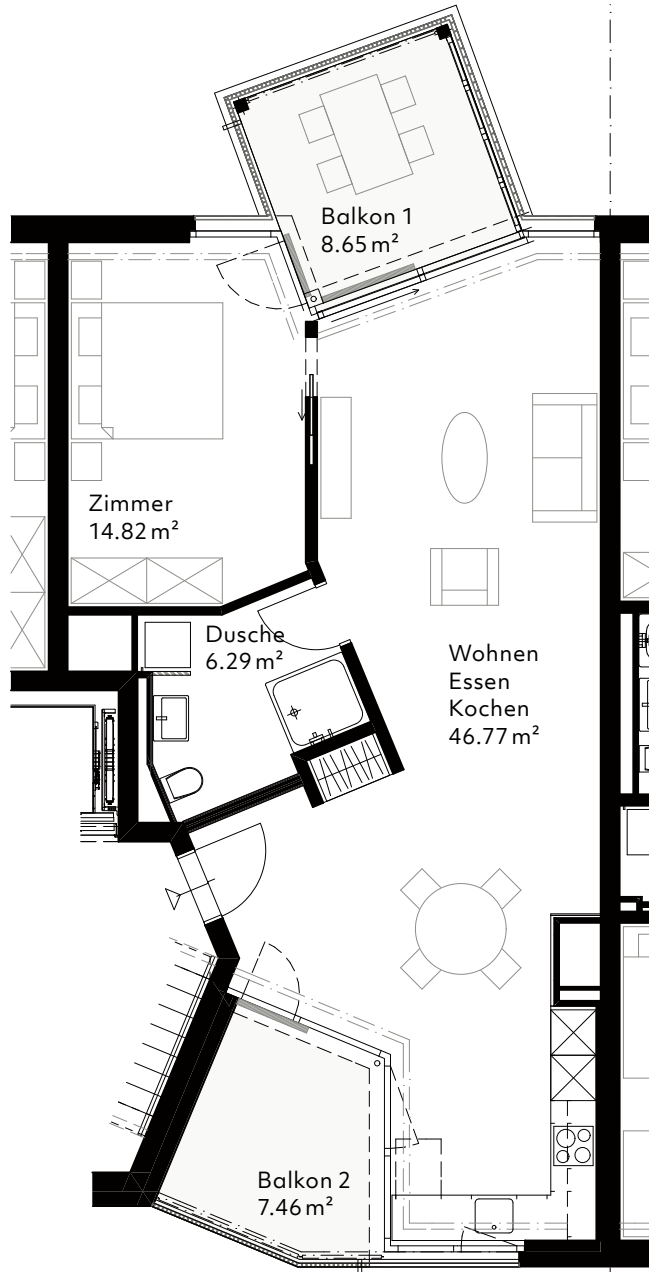 Balkon 1
8.65 m²
Zimmer
14.82 m²
Dusche
6.29 m²
Wohnen
Essen
Kochen
46.77 m²
Balkon 2
7.46 m²